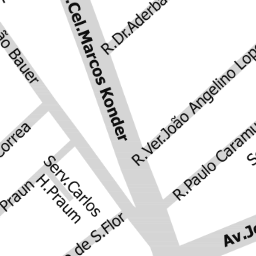 .Cel.Marcos Konder
R.Dr.Aderba
ão Bauer
R.Ver.João Angelino Lop
R.Paulo Caramu
Correa
Serv.Carlos
H.Praum
Praun
de S.Flor
Av.Jo